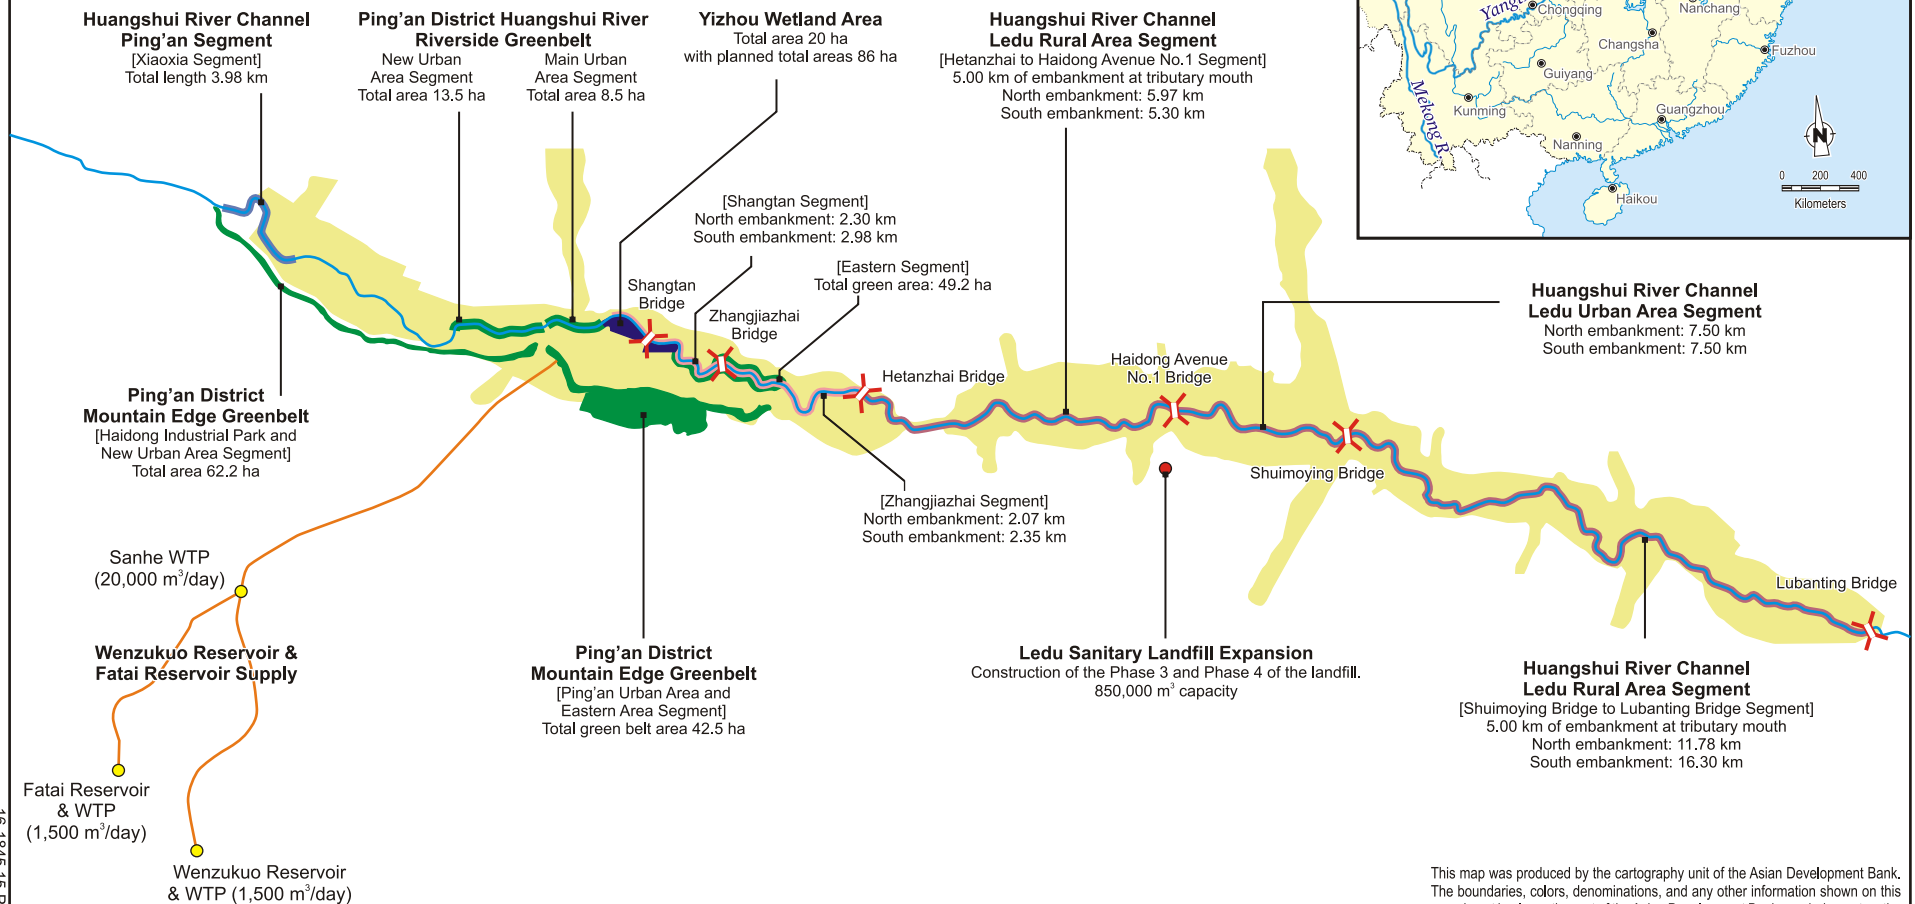 Huangshui River Channel
Ping'an Segment
[Xiaoxia Segment]
Total length 3.98 km
Ping'an District Huangshui River
Riverside Greenbelt
New Urban
Area Segment
Total area 13.5 ha
Main Urban
Area Segment
Total area 8.5 ha
Yizhou Wetland Area
Total area 20 ha
with planned total areas 86 ha
Huangshui River Channel
Ledu Rural Area Segment
[Hetanzhai to Haidong Avenue No.1 Segment]
5.00 km of embankment at tributary mouth
North embankment: 5.97 km
South embankment: 5.30 km
Chongqing
Nanchang
Changsha
Fuzhou
Guiyang
Mekong R.
Kunming
Guangzhou
Nanning
Haikou
N
0 200 400
Kilometers
[Shangtan Segment]
North embankment: 2.30 km
South embankment: 2.98 km
[Eastern Segment]
Total green area: 49.2 ha
Shangtan
Bridge
Zhangjiazhai
Bridge
Huangshui River Channel
Ledu Urban Area Segment
North embankment: 7.50 km
South embankment: 7.50 km
Haidong Avenue
No.1 Bridge
Hetanzhai Bridge
Ping'an District
Mountain Edge Greenbelt
[Haidong Industrial Park and
New Urban Area Segment]
Total area 62.2 ha
Shuimoying Bridge
[Zhangjiazhai Segment]
North embankment: 2.07 km
South embankment: 2.35 km
Sanhe WTP
(20,000 m³/day)
Lubanting Bridge
Wenzukuo Reservoir &
Fatai Reservoir Supply
Ping'an District
Mountain Edge Greenbelt
[Ping'an Urban Area and
Eastern Area Segment]
Total green belt area 42.5 ha
Ledu Sanitary Landfill Expansion
Construction of the Phase 3 and Phase 4 of the landfill.
850,000 m³ capacity
Huangshui River Channel
Ledu Rural Area Segment
[Shuimoying Bridge to Lubanting Bridge Segment]
5.00 km of embankment at tributary mouth
North embankment: 11.78 km
South embankment: 16.30 km
Fatai Reservoir
& WTP
(1,500 m³/day)
Wenzukuo Reservoir
& WTP (1,500 m³/day)
This map was produced by the cartography unit of the Asian Development Bank.
The boundaries, colors, denominations, and any other information shown on this